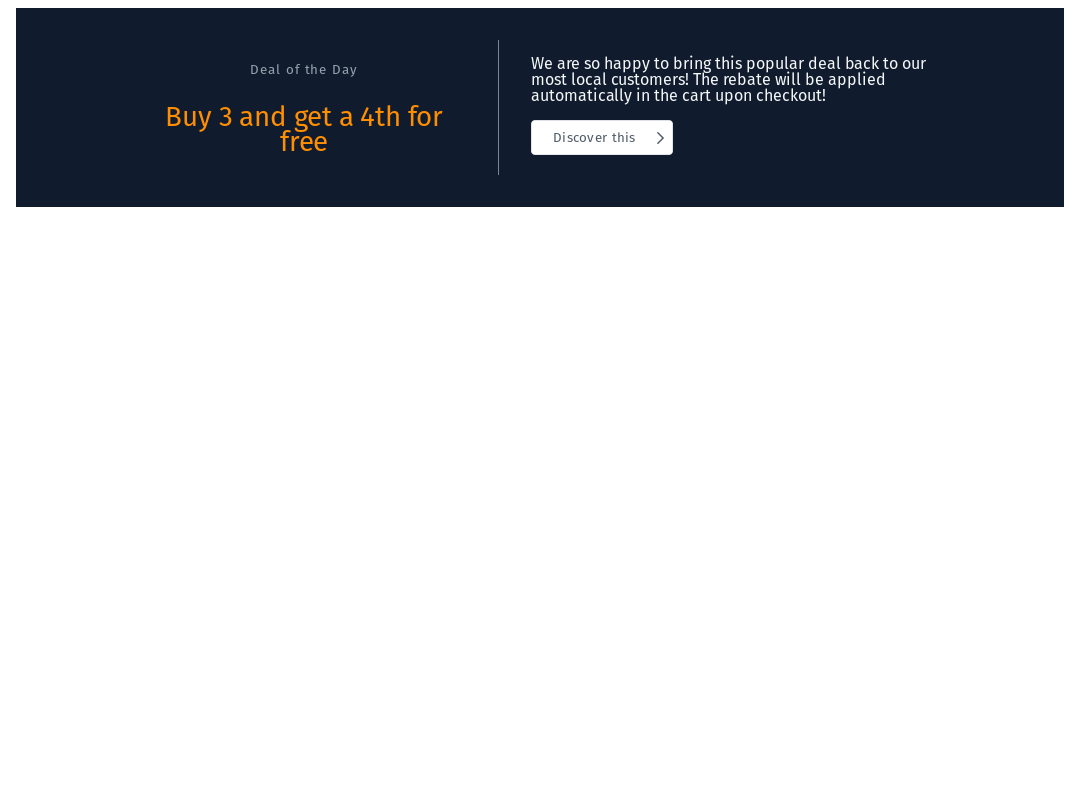 Deal of the Day
Buy 3 and get a 4th for
free
We are so happy to bring this popular deal back to our
most local customers! The rebate will be applied
automatically in the cart upon checkout!
Discover this